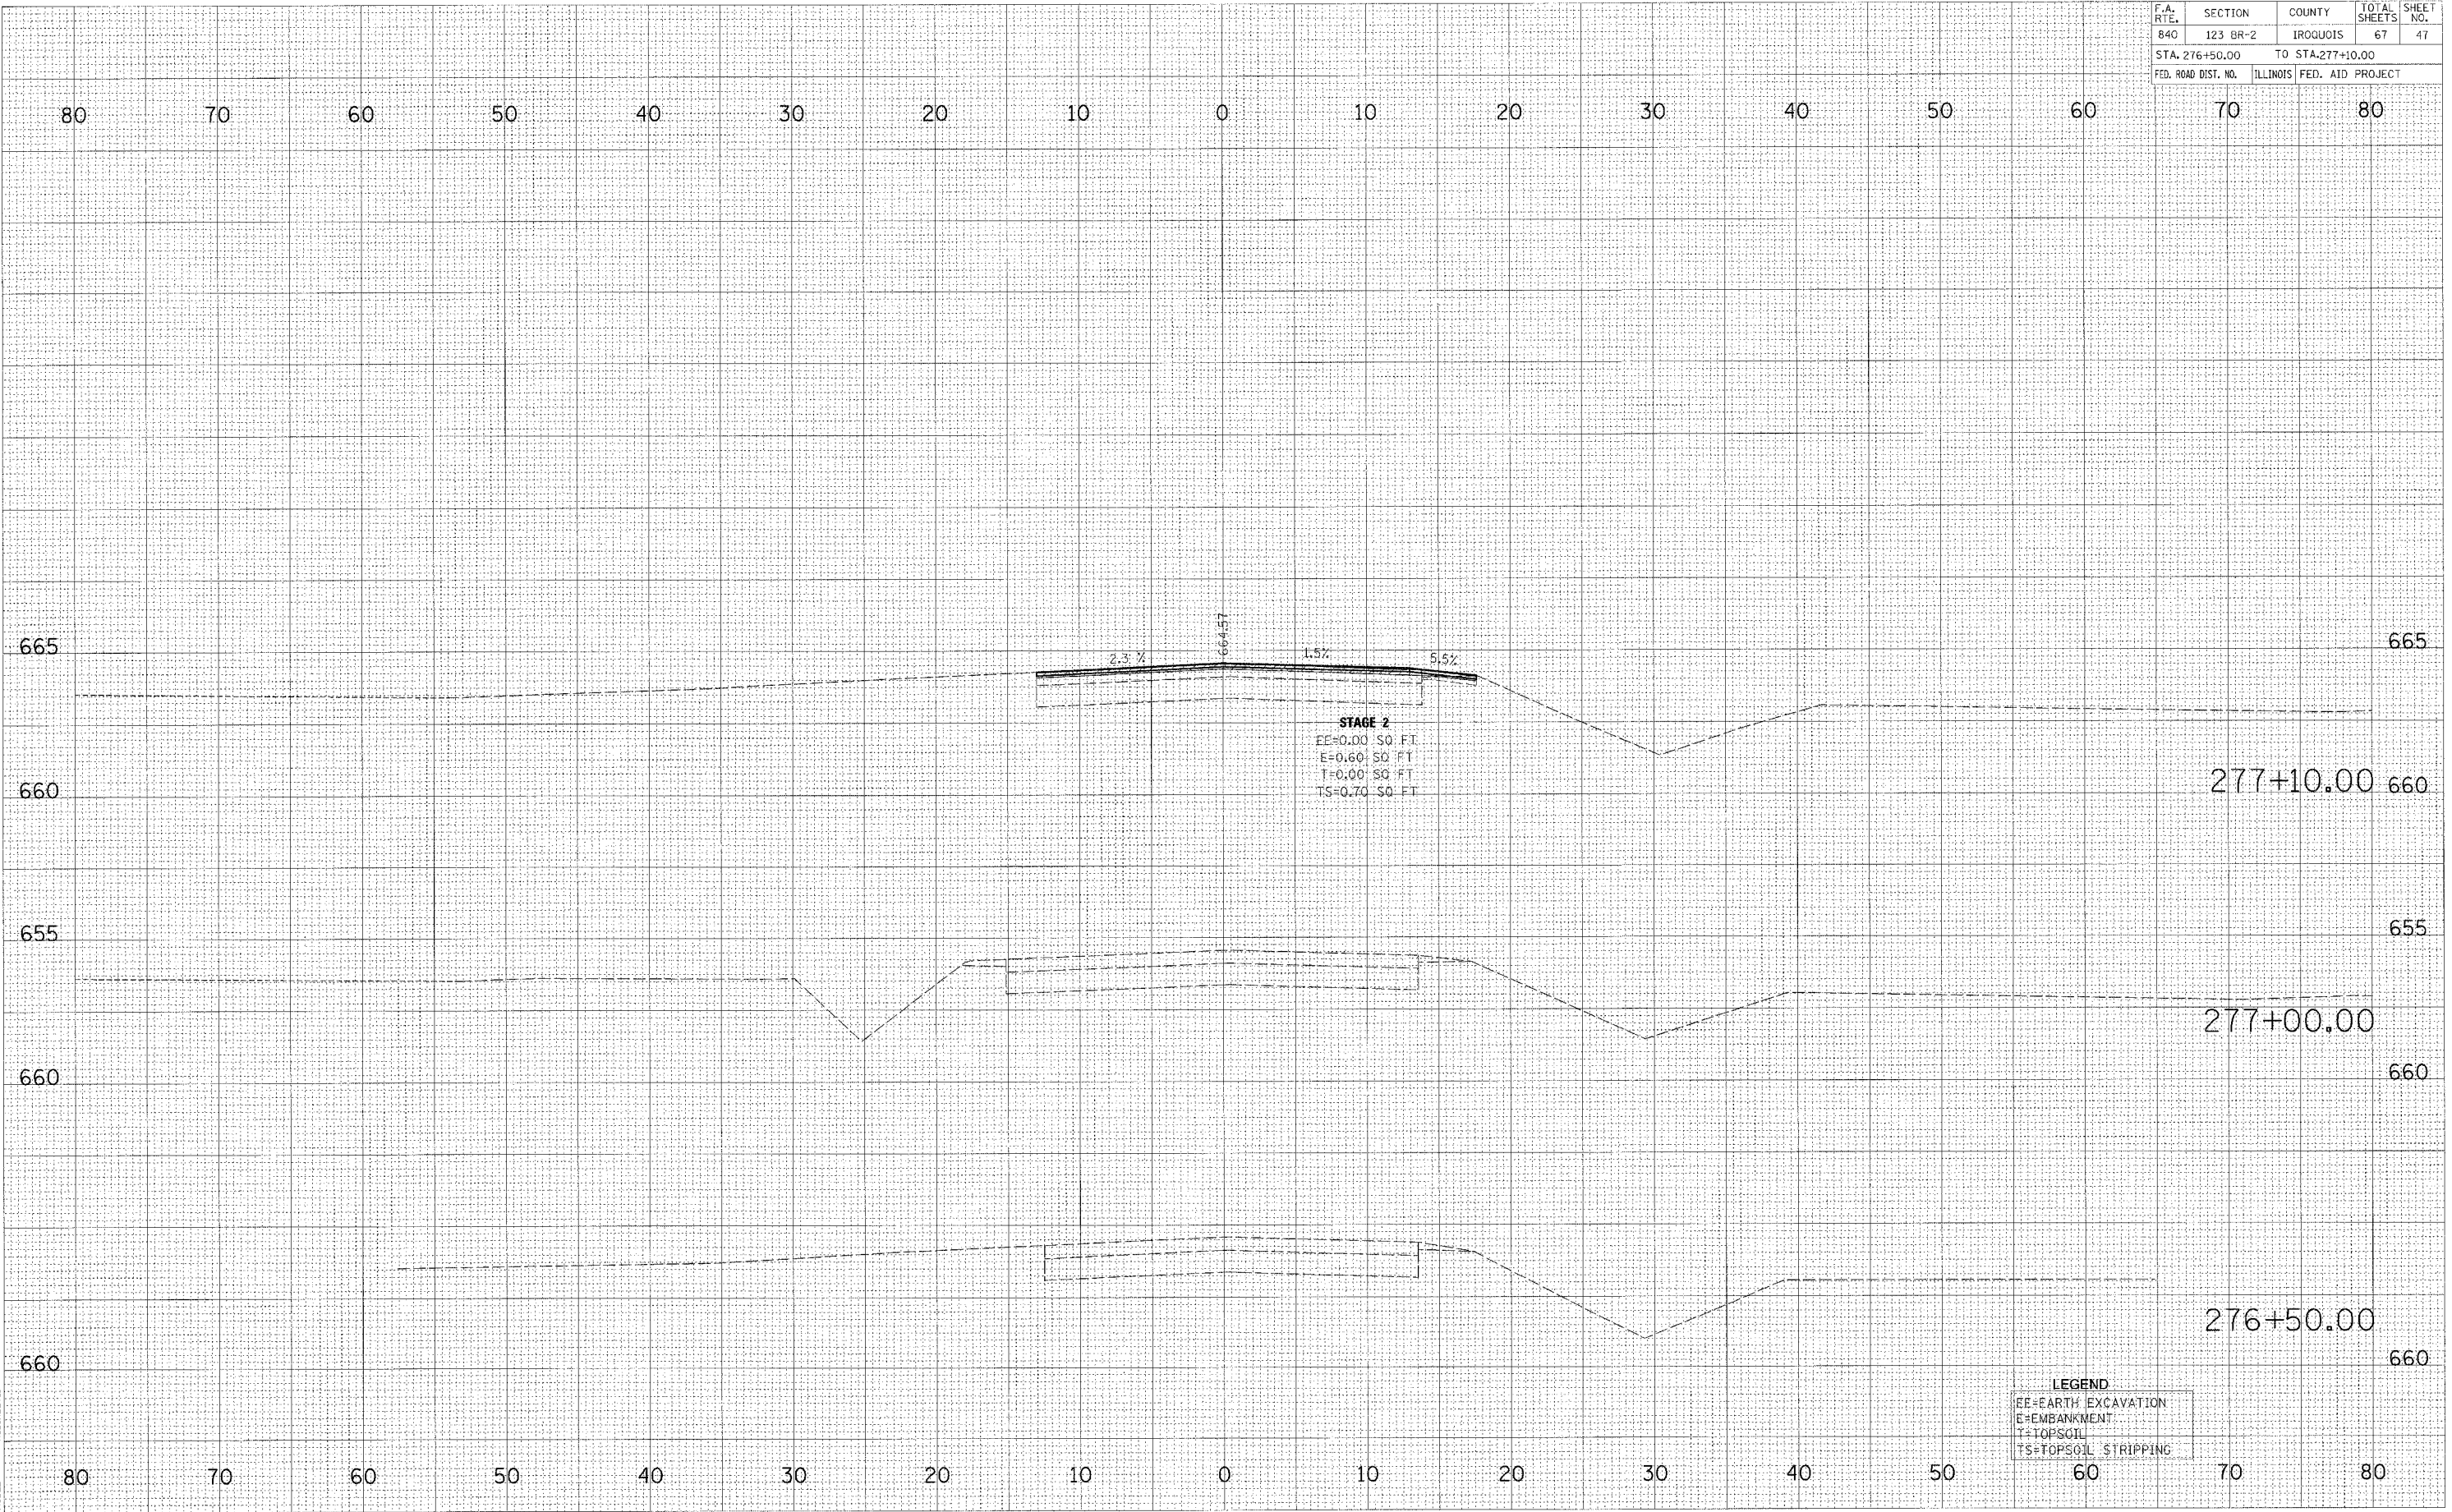 F.A. RTE. SECTION COUNTY TOTAL SHEETS SHEET NO.
840 123 BR-2 IROQUOIS 67 47
STA. 276+50.00 TO STA.277+10.00
FED. ROAD DIST. NO. ILLINOIS FED. AID PROJECT
80 70 60 50 40 30 20 10 0 10 20 30 40 50 60 70 80
664.57
665 665
2.3 % 1.5% 5.5%
STAGE 2
EE=0.00 SQ FT
E=0.60 SQ FT
T=0.00 SQ FT
TS=0.70 SQ FT
277+10.00
660 660
655 655
277+00.00
660 660
276+50.00
660 660
LEGEND
EE=EARTH EXCAVATION
E=EMBANKMENT
T=TOPSOIL
TS=TOPSOIL STRIPPING
80 70 60 50 40 30 20 10 0 10 20 30 40 50 60 70 80